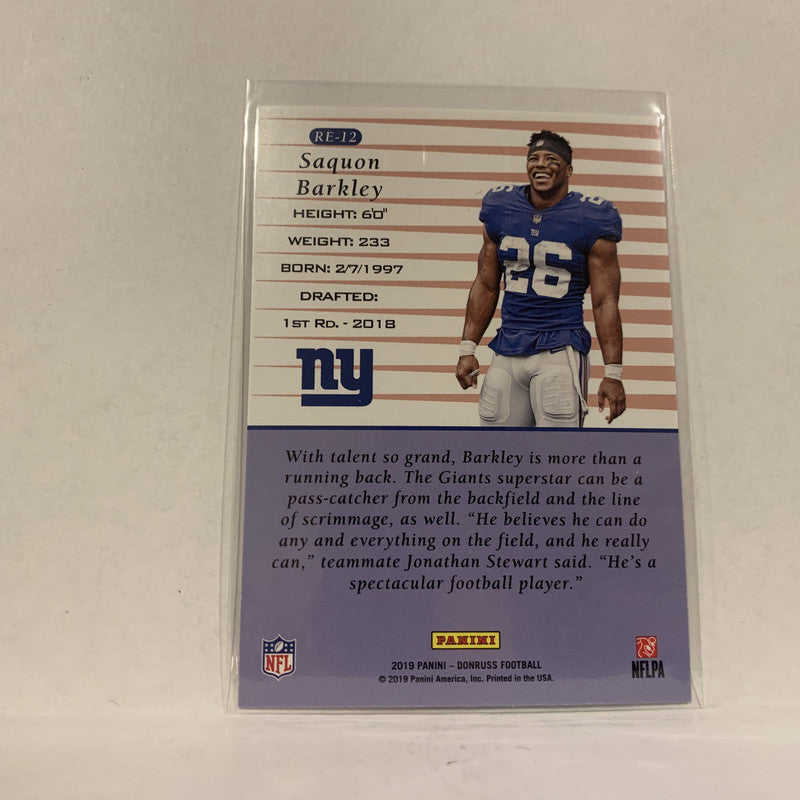 RE-12
Saquon
Barkley
HEIGHT: 6'0"
WEIGHT: 233
BORN: 2/7/1997
DRAFTED:
1ST RD. - 2018
ny
26
26
With talent so grand, Barkley is more than a
running back. The Giants superstar can be a
pass-catcher from the backfield and the line
of scrimmage, as well. “He believes he can do
any and everything on the field, and he really
can,” teammate Jonathan Stewart said. “He’s a
spectacular football player.”
PANINI
NFL
2019 PANINI – DONRUSS FOOTBALL
© 2019 Panini America, Inc. Printed in the USA.
NFLPA